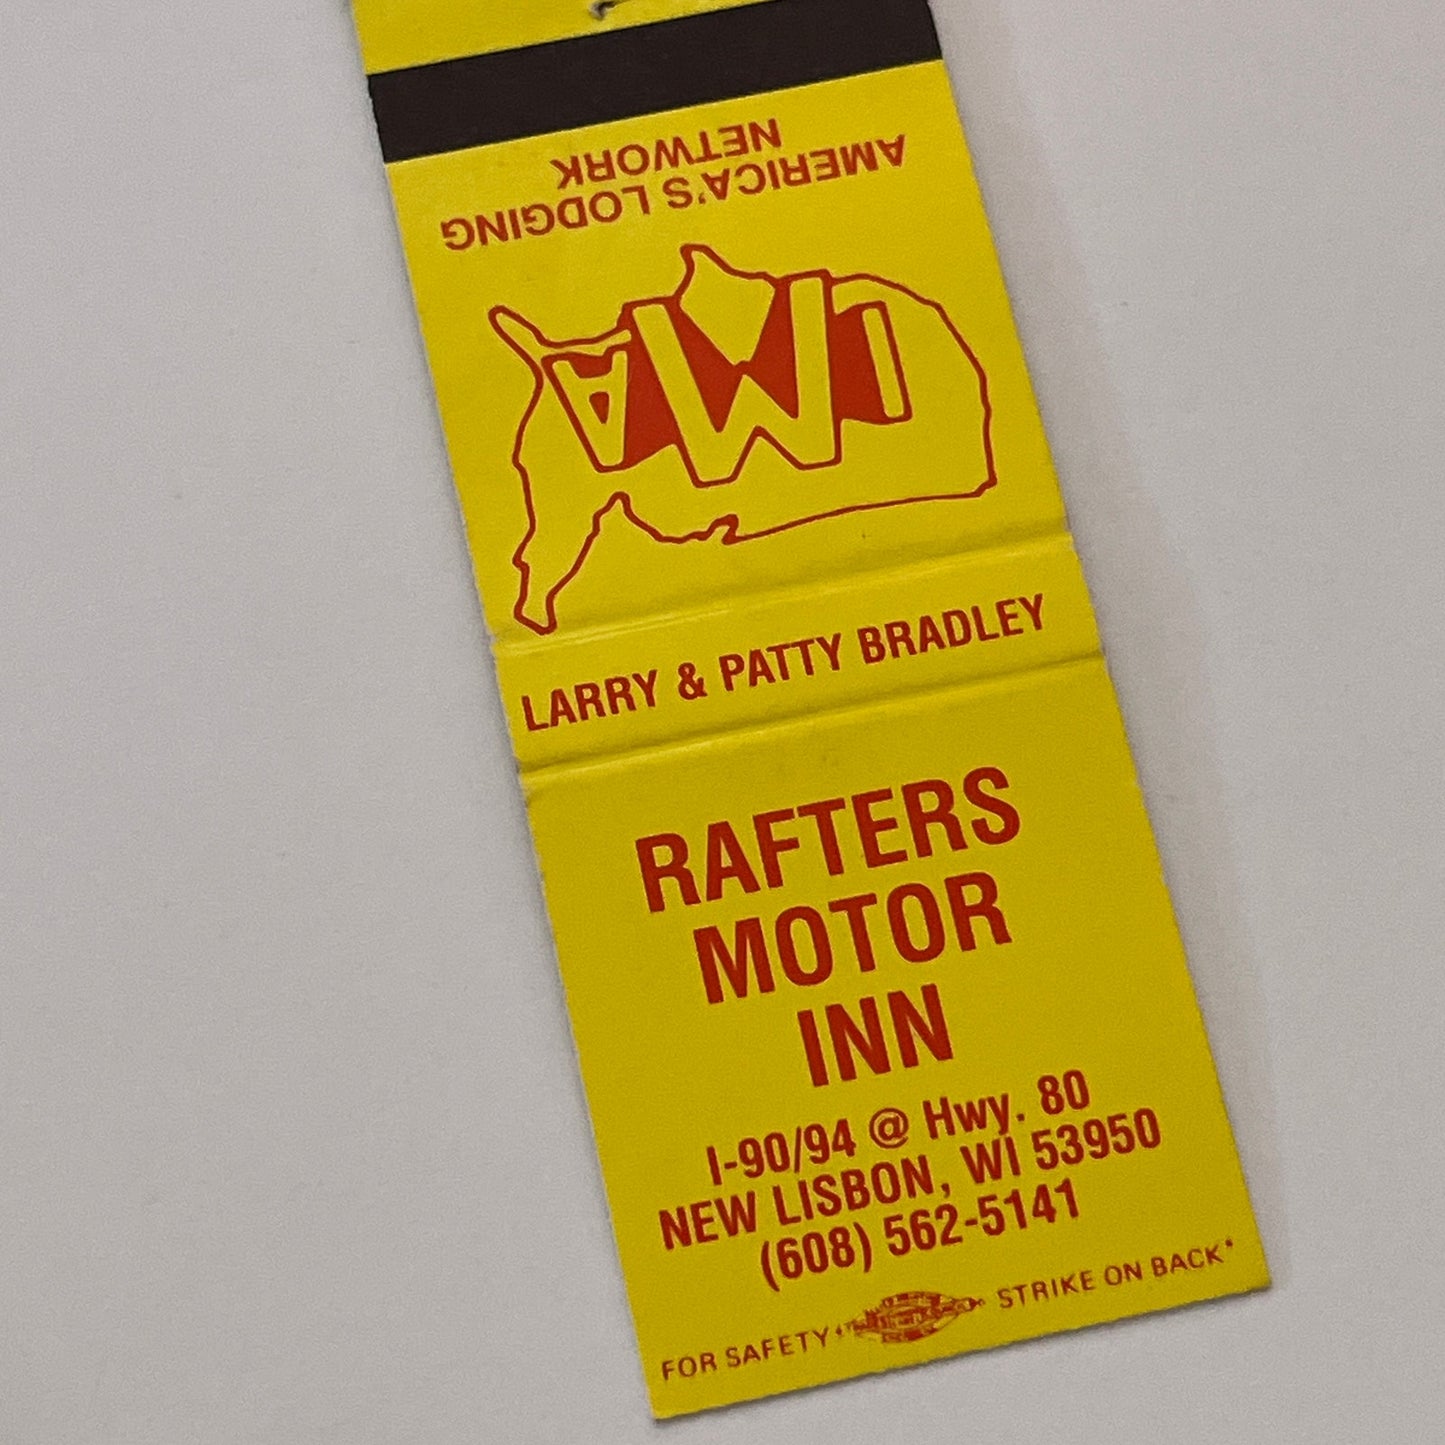 IMA
AMERICA'S LODGING
NETWORK
LARRY & PATTY BRADLEY
RAFTERS
MOTOR
INN
I-90/94 @ Hwy. 80
NEW LISBON, WI 53950
(608) 562-5141
FOR SAFETY STRIKE ON BACK